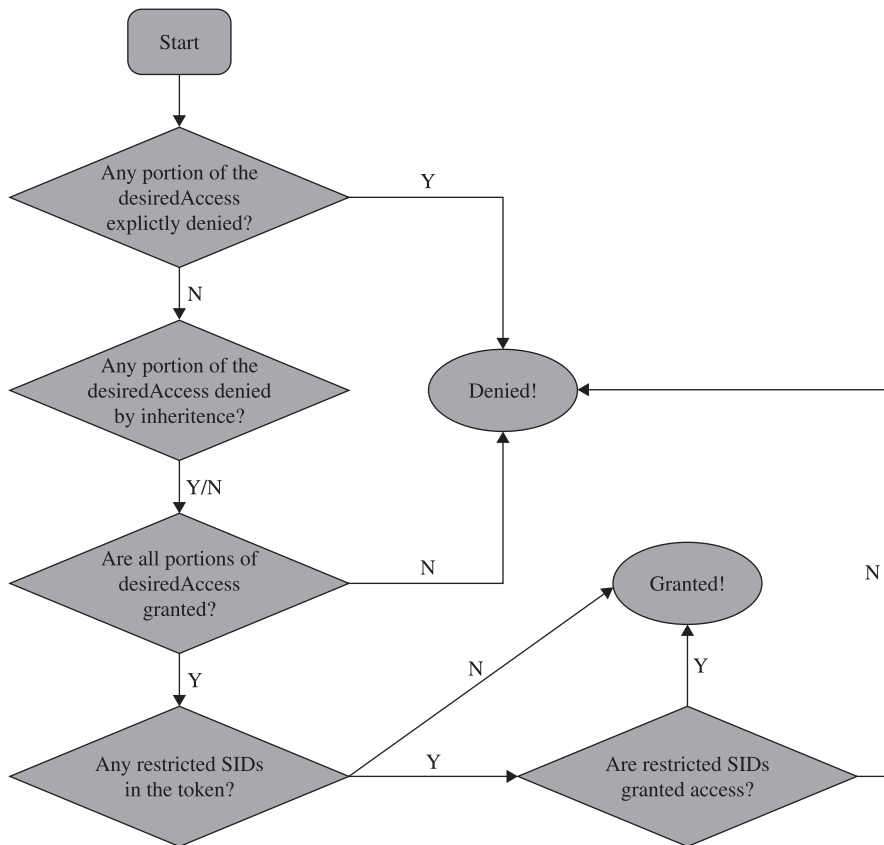 Start
Any portion of the
desiredAccess
explictly denied?
Y
N
Any portion of the
desiredAccess denied
by inheritence?
Denied!
Y/N
Are all portions of
desiredAccess
granted?
N
Granted!
N
Y
N
Y
Any restricted SIDs
in the token?
Y
Are restricted SIDs
granted access?